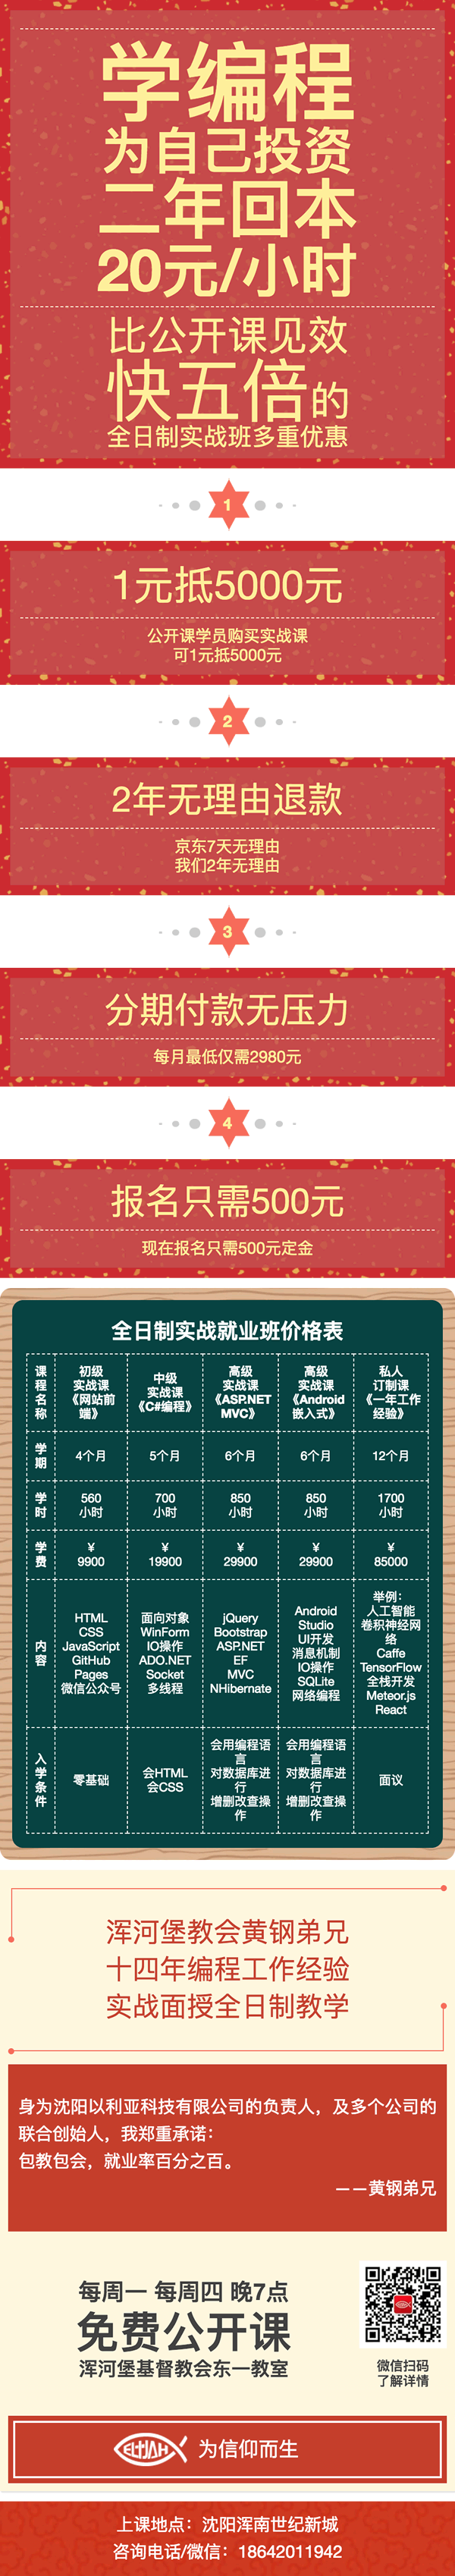 学编程
为自己投资
二年回本
20元/小时
比公开课见效
快五倍的
全日制实战班多重优惠
1
1元抵5000元
公开课学员购买实战课
可1元抵5000元
2
2年无理由退款
京东7天无理由
我们2年无理由
3
分期付款无压力
每月最低仅需2980元
4
报名只需500元
现在报名只需500元定金
全日制实战就业班价格表
课程名称
初级
实战课
《网站前
端》
中级
实战课
《C#编程》
高级
实战课
《ASP.NET
MVC》
高级
实战课
《Android
嵌入式》
私人
订制课
《一年工作
经验》
学期
4个月
5个月
6个月
6个月
12个月
学时
560
小时
700
小时
850
小时
850
小时
1700
小时
学费
¥
9900
¥
19900
¥
29900
¥
29900
¥
85000
内容
HTML
CSS
JavaScript
GitHub
Pages
微信公众号
面向对象
WinForm
IO操作
ADO.NET
Socket
多线程
jQuery
Bootstrap
ASP.NET
EF
MVC
NHibernate
Android
Studio
UI开发
消息机制
IO操作
SQLite
网络编程
举例：
人工智能
卷积神经网
络
Caffe
TensorFlow
全栈开发
Meteor.js
React
入学条件
零基础
会HTML
会CSS
会用编程语
言
对数据库进
行
增删改查操
作
会用编程语
言
对数据库进
行
增删改查操
作
面议
浑河堡教会黄钢弟兄
十四年编程工作经验
实战面授全日制教学
身为沈阳以利亚科技有限公司的负责人，及多个公司的
联合创始人，我郑重承诺：
包教包会，就业率百分之百。
——黄钢弟兄
每周一 每周四 晚7点
免费公开课
浑河堡基督教会东一教室
微信扫码
了解详情
ELIJAH 为信仰而生
上课地点：沈阳浑南世纪新城
咨询电话/微信：18642011942